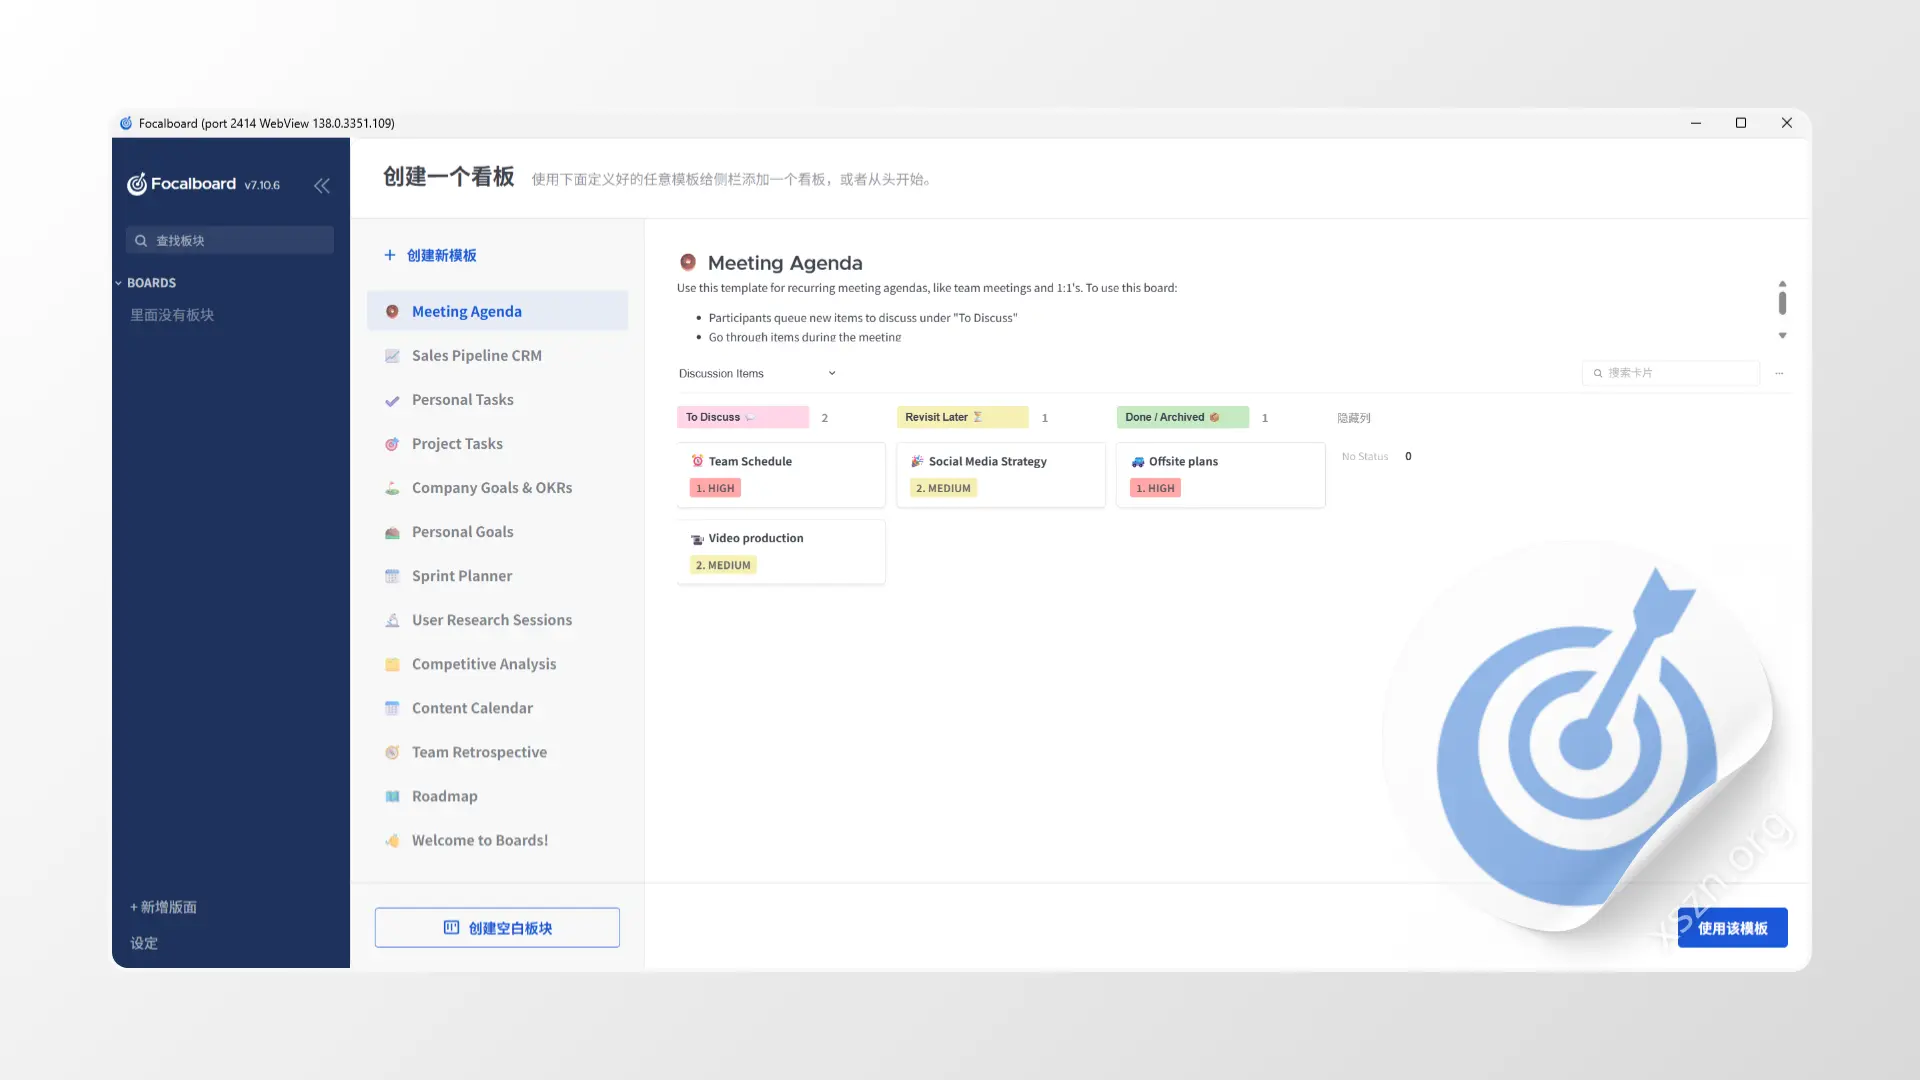 Focalboard (port 2414 WebView 138.0.3351.109)
Focalboard v7.10.6
查找板块
BOARDS
里面没有板块
+ 新增版面
设定
创建一个看板 使用下面定义好的任意模板给侧栏添加一个看板，或者从头开始。
+ 创建新模板
Meeting Agenda
Sales Pipeline CRM
Personal Tasks
Project Tasks
Company Goals & OKRs
Personal Goals
Sprint Planner
User Research Sessions
Competitive Analysis
Content Calendar
Team Retrospective
Roadmap
Welcome to Boards!
创建空白板块
Meeting Agenda
Use this template for recurring meeting agendas, like team meetings and 1:1's. To use this board:
• Participants queue new items to discuss under "To Discuss"
• Go through items during the meeting
Discussion Items
搜索卡片
To Discuss 2
Revisit Later 1
Done / Archived 1
隐藏列
Team Schedule
1. HIGH
Social Media Strategy
2. MEDIUM
Offsite plans
1. HIGH
No Status 0
Video production
2. MEDIUM
xszn.org
使用该模板